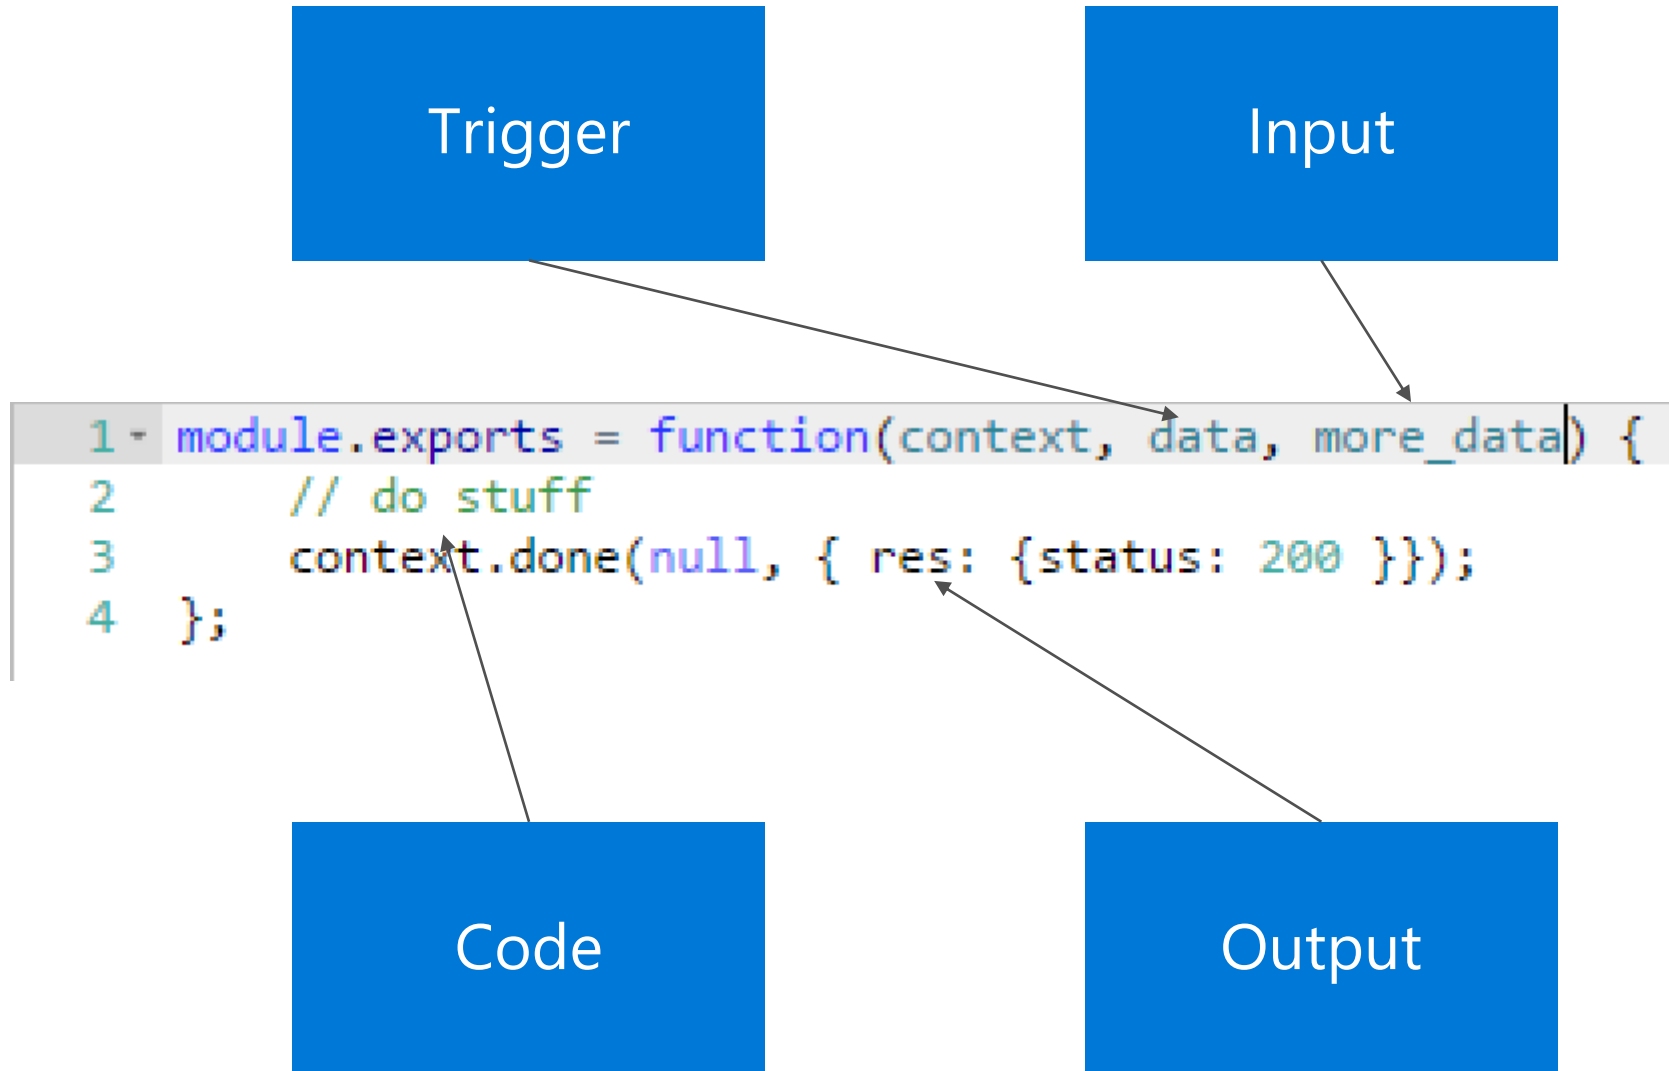 Trigger
Input
1 module.exports = function(context, data, more_data) {
2 // do stuff
3 context.done(null, { res: {status: 200 }});
4 };
Code
Output